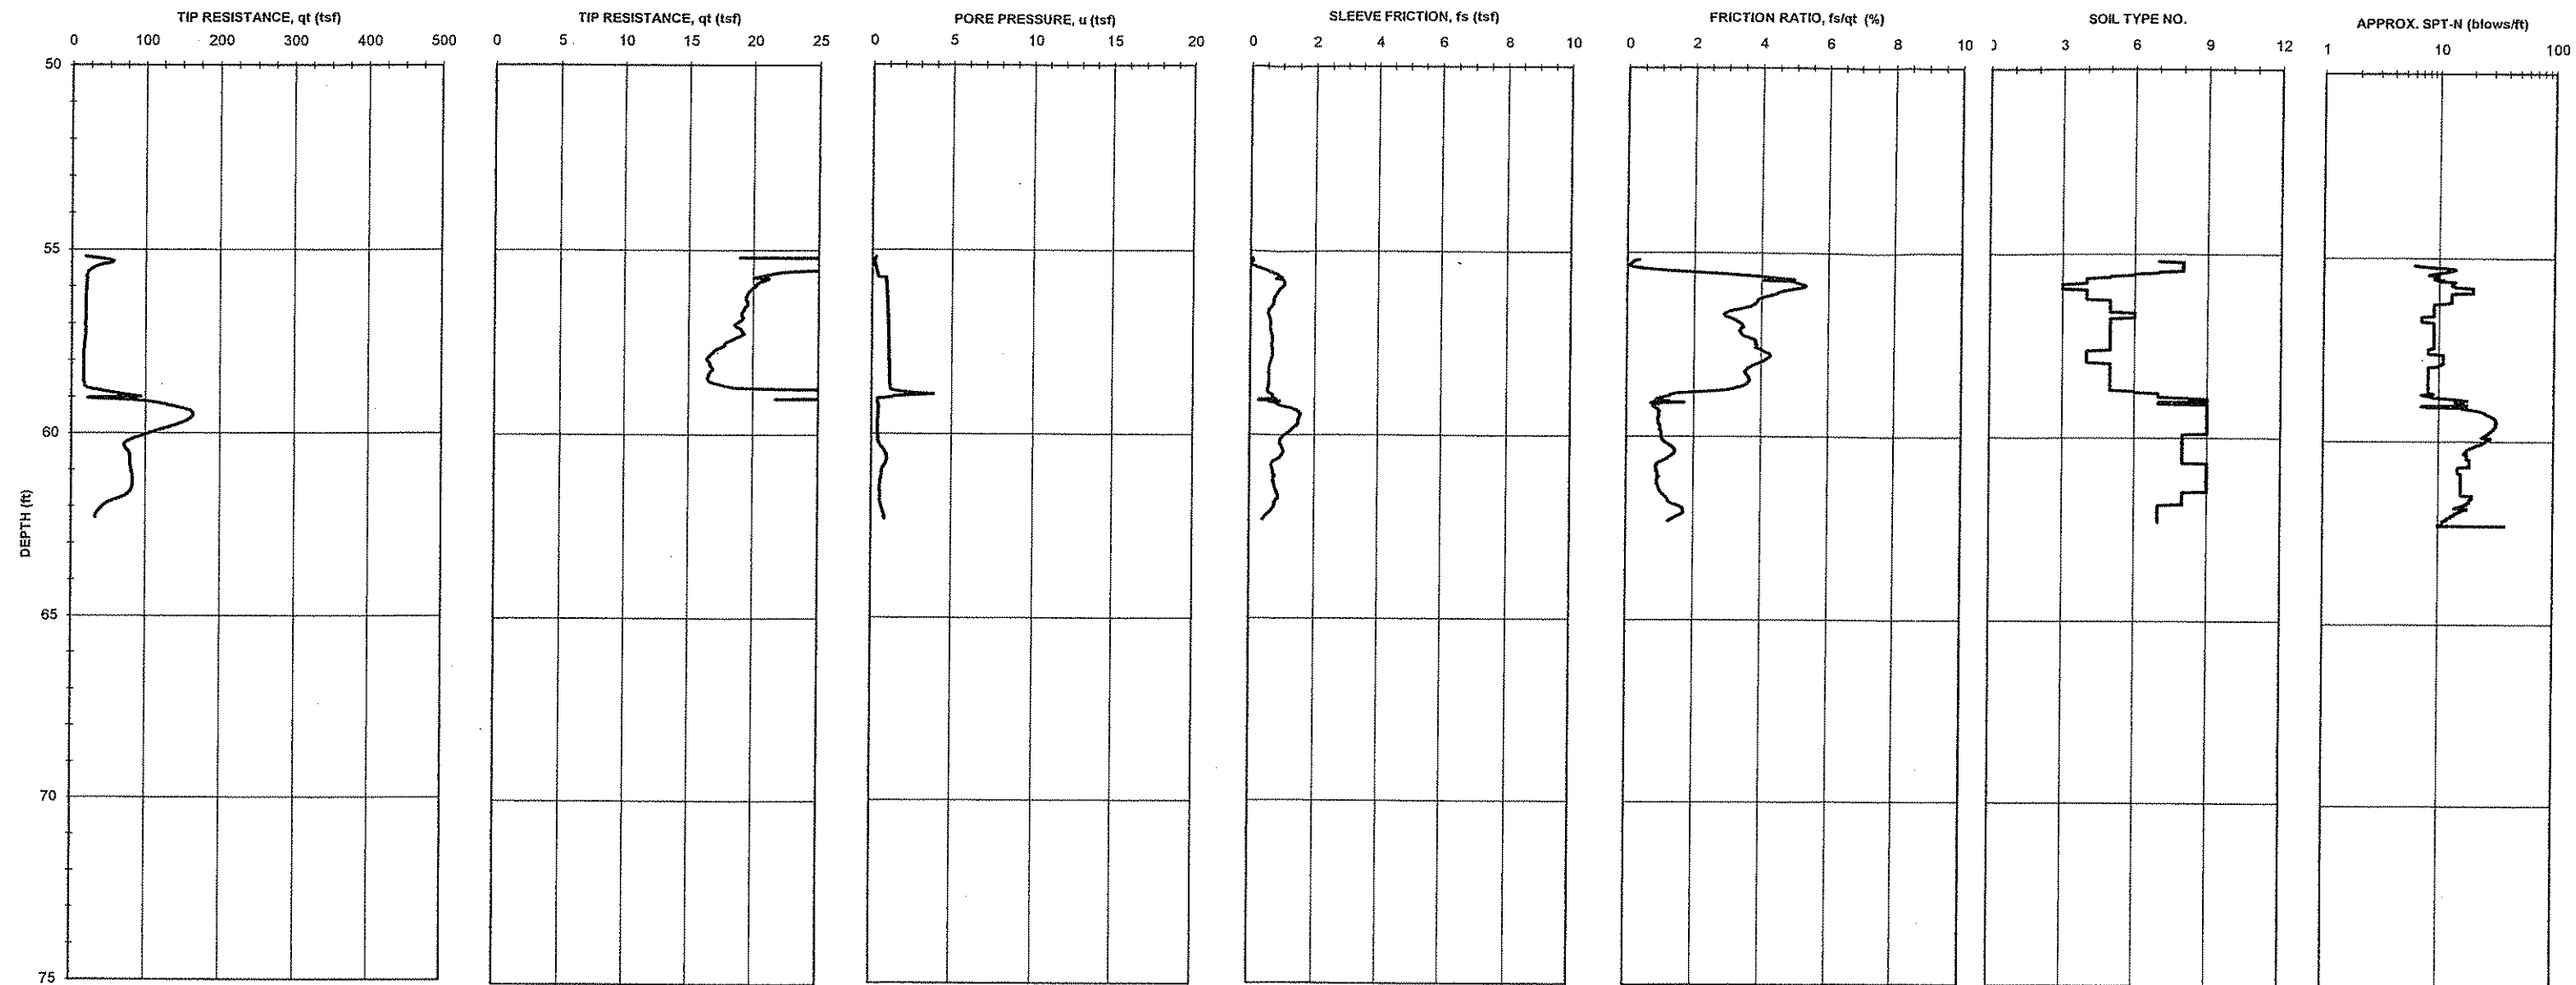 TIP RESISTANCE, qt (tsf)
0 100 200 300 400 500
TIP RESISTANCE, qt (tsf)
0 5 10 15 20 25
PORE PRESSURE, u (tsf)
0 5 10 15 20
SLEEVE FRICTION, fs (tsf)
0 2 4 6 8 10
FRICTION RATIO, fs/qt (%)
0 2 4 6 8 10
SOIL TYPE NO.
3 6 9 12
APPROX. SPT-N (blows/ft)
1 10 100
50
55
60
65
70
75
DEPTH (ft)